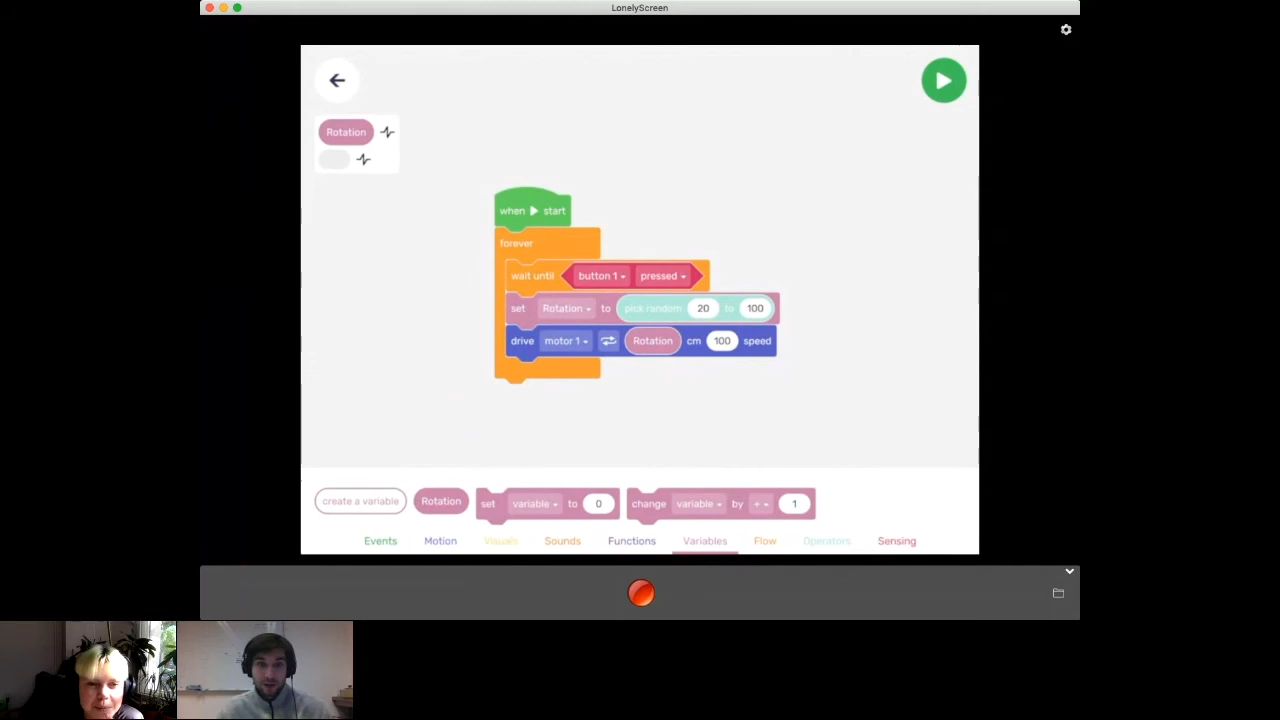 LonelyScreen
Rotation
when start
forever
wait until button 1 pressed
set Rotation to pick random 20 to 100
drive motor 1 Rotation cm 100 speed
create a variable Rotation set variable to 0 change variable by + 1
Events Motion Visuals Sounds Functions Variables Flow Operators Sensing